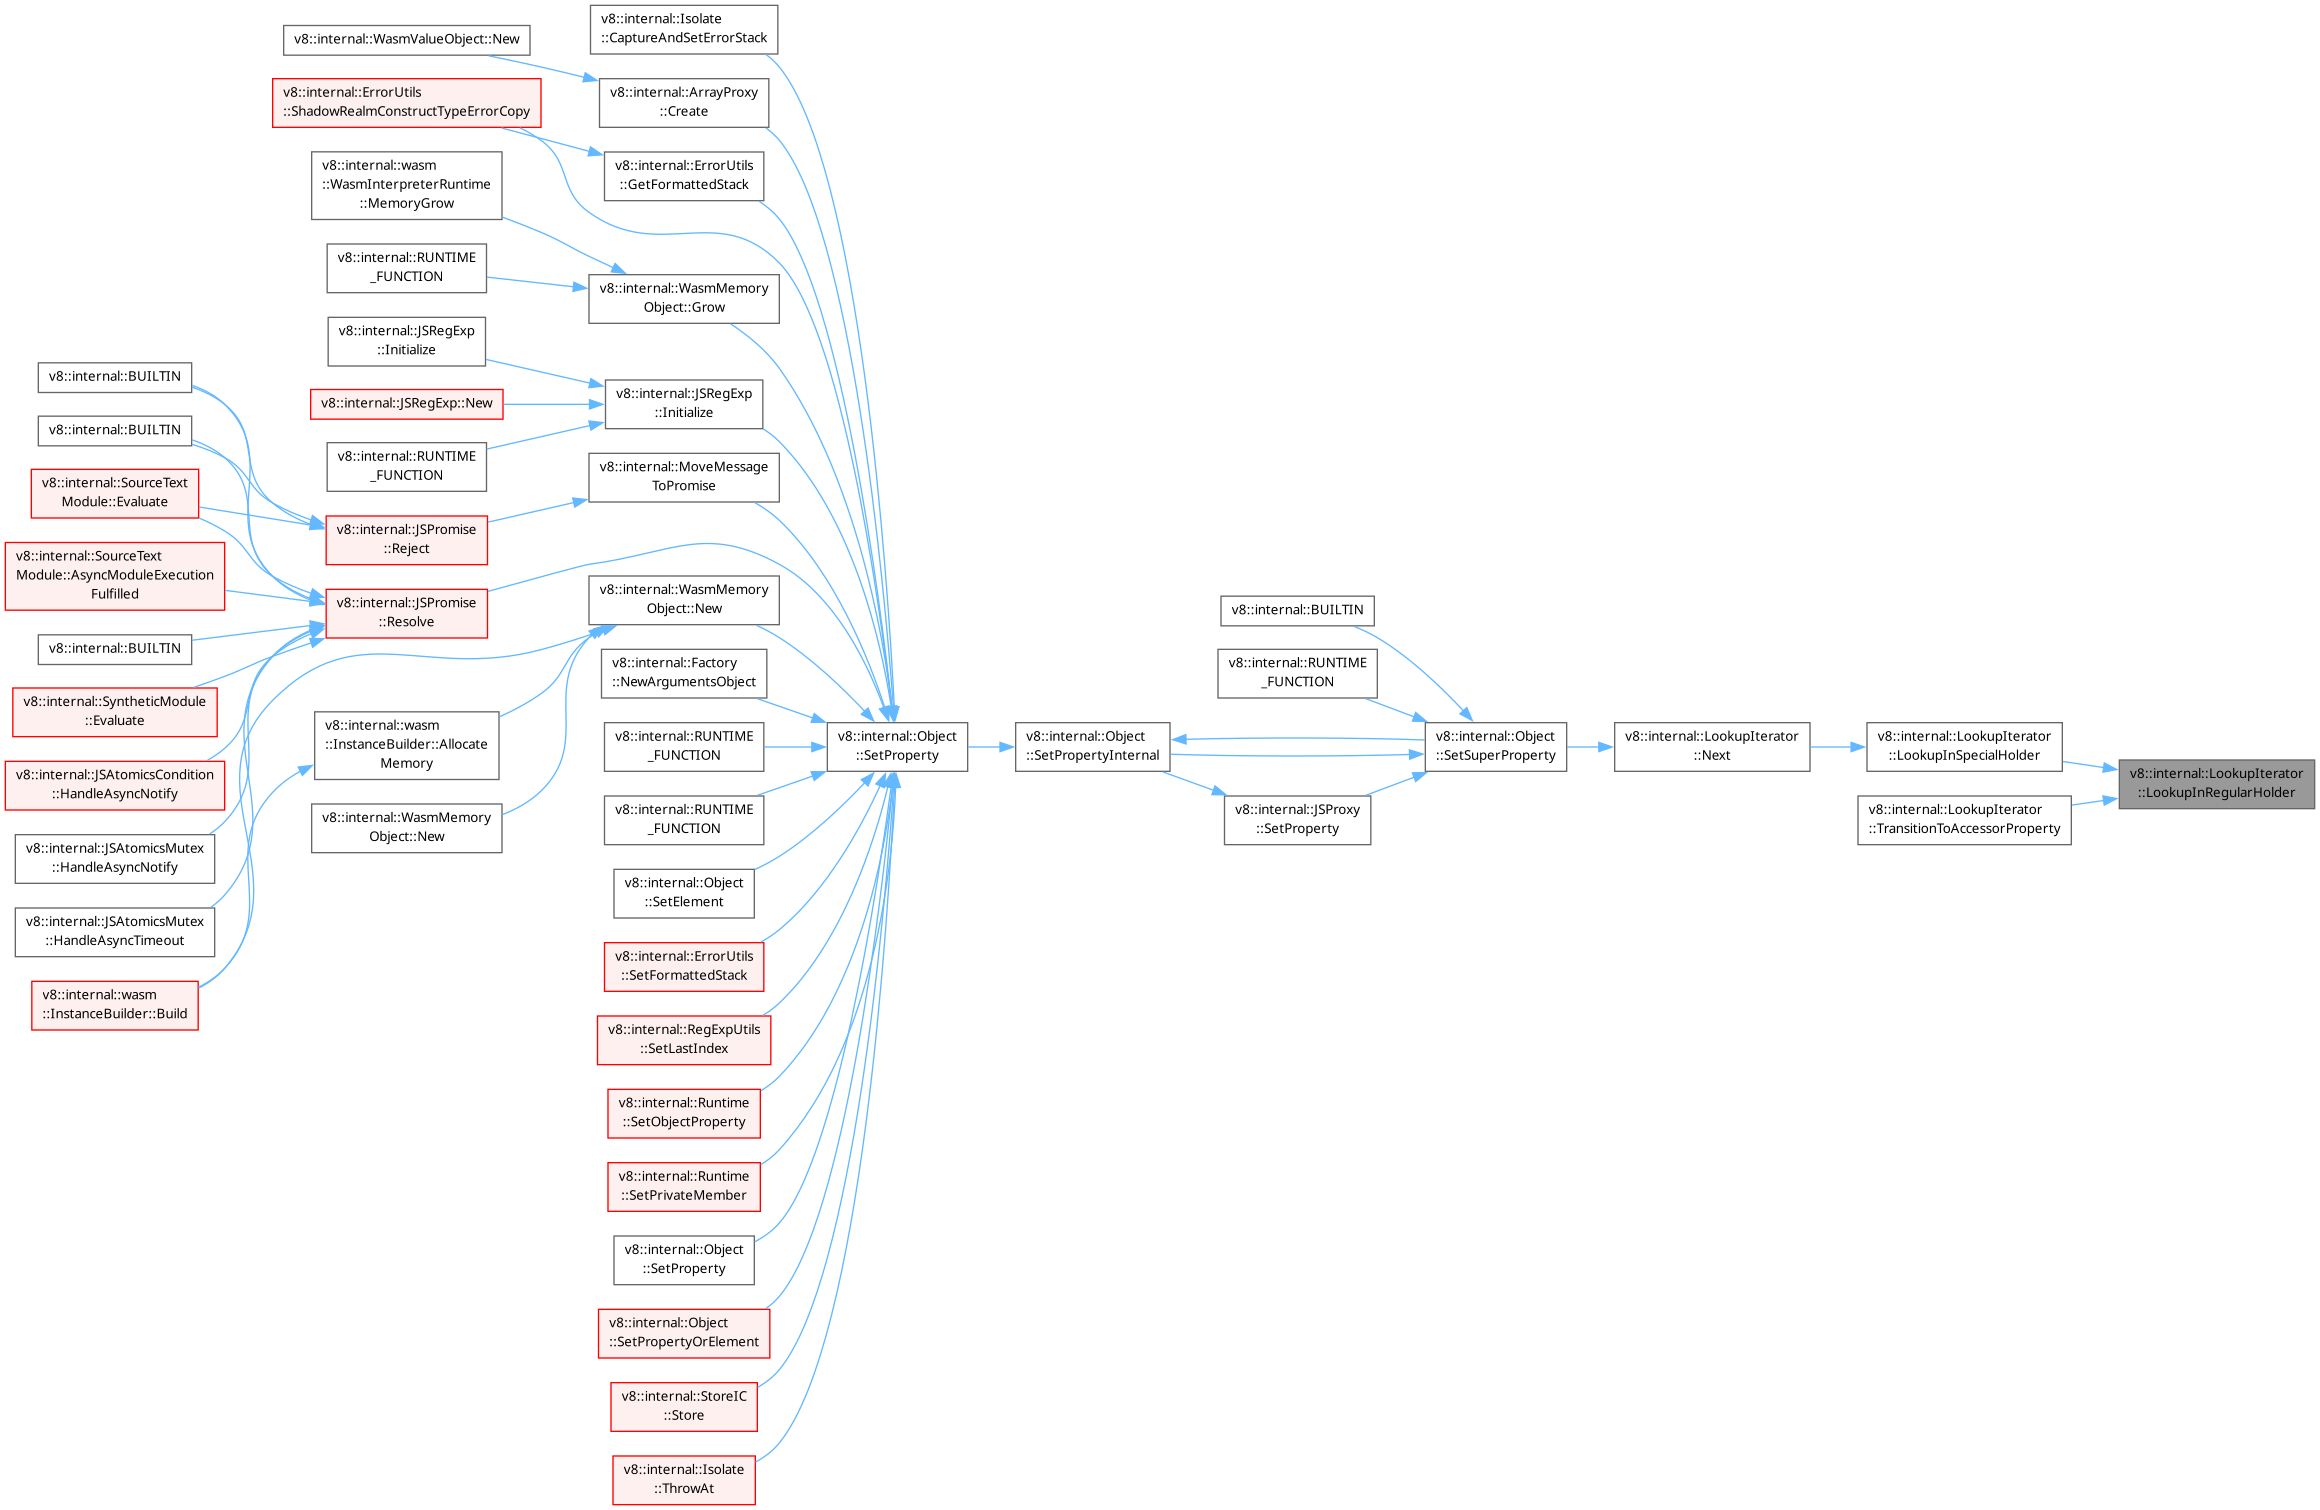 v8::internal::Isolate
::CaptureAndSetErrorStack
v8::internal::WasmValueObject::New
v8::internal::ErrorUtils
::ShadowRealmConstructTypeErrorCopy
v8::internal::ArrayProxy
::Create
v8::internal::wasm
::WasmInterpreterRuntime
::MemoryGrow
v8::internal::ErrorUtils
::GetFormattedStack
v8::internal::RUNTIME
_FUNCTION
v8::internal::WasmMemory
Object::Grow
v8::internal::JSRegExp
::Initialize
v8::internal::JSRegExp::New
v8::internal::JSRegExp
::Initialize
v8::internal::RUNTIME
_FUNCTION
v8::internal::MoveMessage
ToPromise
v8::internal::BUILTIN
v8::internal::BUILTIN
v8::internal::SourceText
Module::Evaluate
v8::internal::SourceText
Module::AsyncModuleExecution
Fulfilled
v8::internal::BUILTIN
v8::internal::SyntheticModule
::Evaluate
v8::internal::JSAtomicsCondition
::HandleAsyncNotify
v8::internal::JSAtomicsMutex
::HandleAsyncNotify
v8::internal::JSAtomicsMutex
::HandleAsyncTimeout
v8::internal::wasm
::InstanceBuilder::Build
v8::internal::JSPromise
::Reject
v8::internal::JSPromise
::Resolve
v8::internal::wasm
::InstanceBuilder::Allocate
Memory
v8::internal::WasmMemory
Object::New
v8::internal::WasmMemory
Object::New
v8::internal::Factory
::NewArgumentsObject
v8::internal::RUNTIME
_FUNCTION
v8::internal::RUNTIME
_FUNCTION
v8::internal::Object
::SetElement
v8::internal::ErrorUtils
::SetFormattedStack
v8::internal::RegExpUtils
::SetLastIndex
v8::internal::Runtime
::SetObjectProperty
v8::internal::Runtime
::SetPrivateMember
v8::internal::Object
::SetProperty
v8::internal::Object
::SetPropertyOrElement
v8::internal::StoreIC
::Store
v8::internal::Isolate
::ThrowAt
v8::internal::Object
::SetProperty
v8::internal::Object
::SetPropertyInternal
v8::internal::BUILTIN
v8::internal::RUNTIME
_FUNCTION
v8::internal::JSProxy
::SetProperty
v8::internal::Object
::SetSuperProperty
v8::internal::LookupIterator
::Next
v8::internal::LookupIterator
::LookupInSpecialHolder
v8::internal::LookupIterator
::TransitionToAccessorProperty
v8::internal::LookupIterator
::LookupInRegularHolder